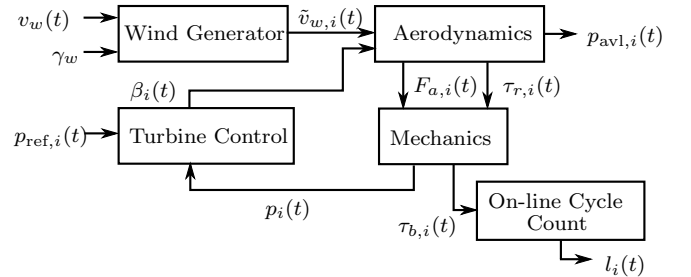 v_w(t)
Wind Generator
ṽ_{w,i}(t)
Aerodynamics
p_{avl,i}(t)
γ_w
β_i(t)
F_{a,i}(t)
τ_{r,i}(t)
p_{ref,i}(t)
Turbine Control
Mechanics
p_i(t)
τ_{b,i}(t)
On-line Cycle
Count
l_i(t)